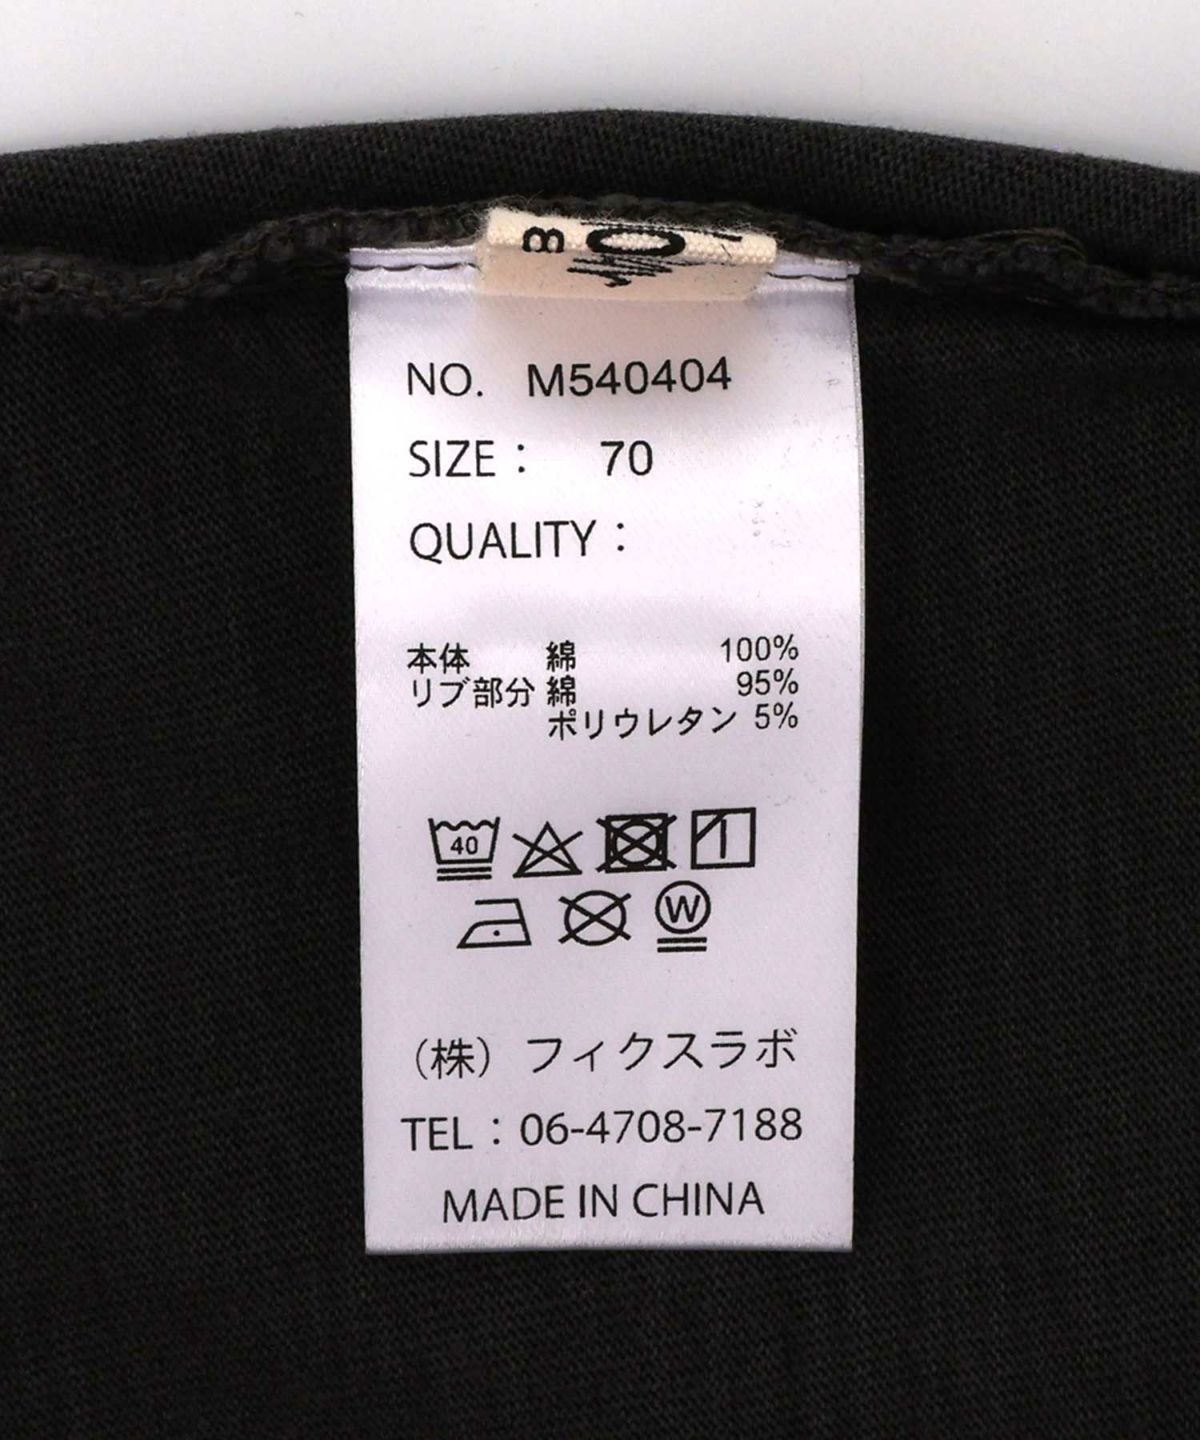 NO. M540404
SIZE： 70
QUALITY：
本体 綿 100%
リブ部分 綿 95%
ポリウレタン 5%
40
W
（株）フィクスラボ
TEL：06-4708-7188
MADE IN CHINA